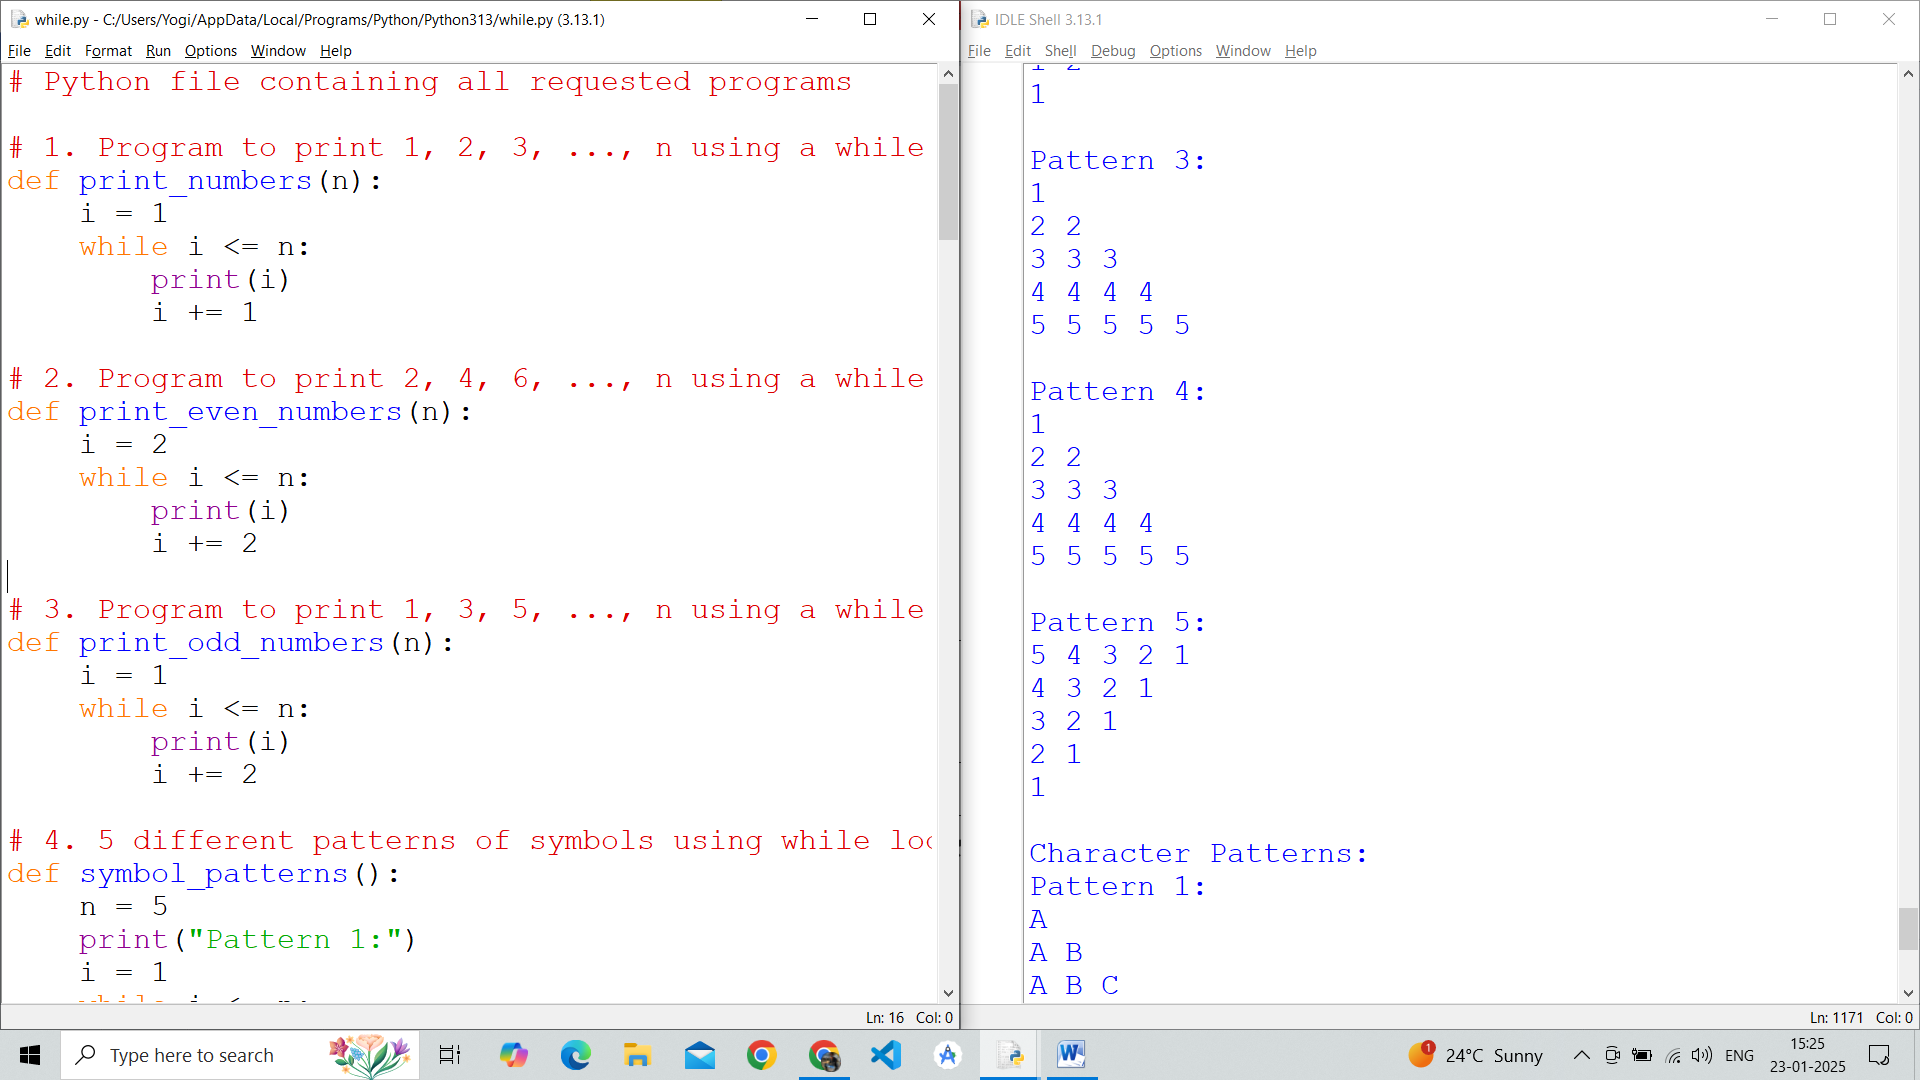 while.py - C:/Users/Yogi/AppData/Local/Programs/Python/Python313/while.py (3.13.1)
File Edit Format Run Options Window Help
# Python file containing all requested programs

# 1. Program to print 1, 2, 3, ..., n using a while
def print_numbers(n):
    i = 1
    while i <= n:
        print(i)
        i += 1

# 2. Program to print 2, 4, 6, ..., n using a while
def print_even_numbers(n):
    i = 2
    while i <= n:
        print(i)
        i += 2

# 3. Program to print 1, 3, 5, ..., n using a while
def print_odd_numbers(n):
    i = 1
    while i <= n:
        print(i)
        i += 2

# 4. 5 different patterns of symbols using while loo
def symbol_patterns():
    n = 5
    print("Pattern 1:")
    i = 1
    while i <= n:
Ln: 16 Col: 0
IDLE Shell 3.13.1
File Edit Shell Debug Options Window Help
1 2
1

Pattern 3:
1
2 2
3 3 3
4 4 4 4
5 5 5 5 5

Pattern 4:
1
2 2
3 3 3
4 4 4 4
5 5 5 5 5

Pattern 5:
5 4 3 2 1
4 3 2 1
3 2 1
2 1
1

Character Patterns:
Pattern 1:
A
A B
A B C
Ln: 1171 Col: 0
Type here to search
1
24°C Sunny
ENG
15:25
23-01-2025